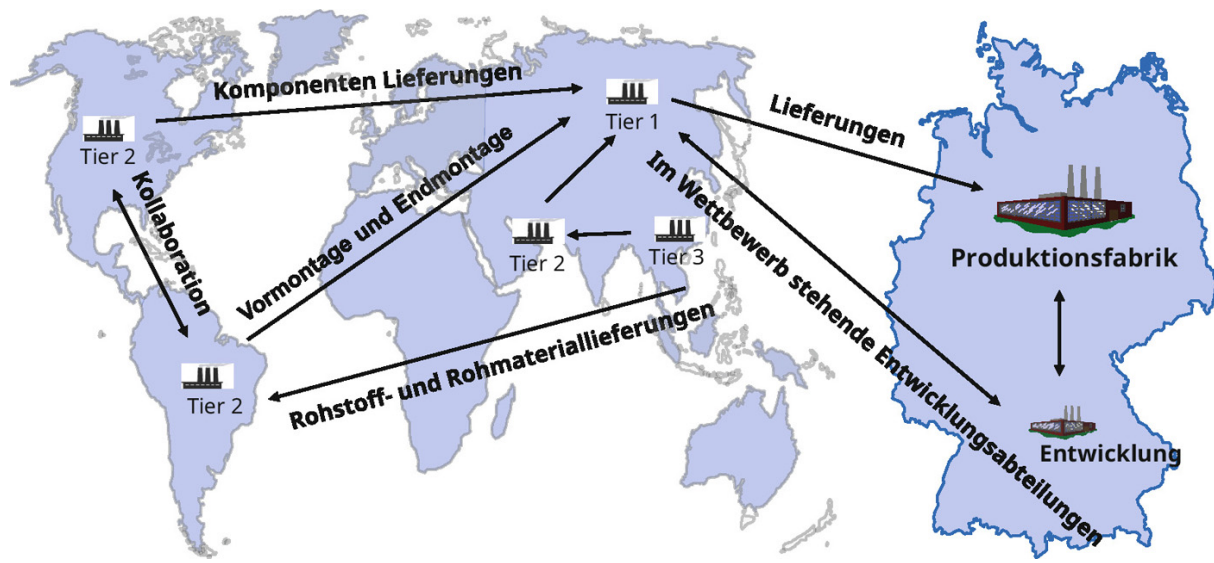 Komponenten Lieferungen
Tier 1
Lieferungen
Tier 2
Kollaboration
Vormontage und Endmontage
Im Wettbewerb stehende Entwicklungsabteilungen
Tier 2
Tier 3
Produktionsfabrik
Rohstoff- und Rohmateriallieferungen
Tier 2
Entwicklung